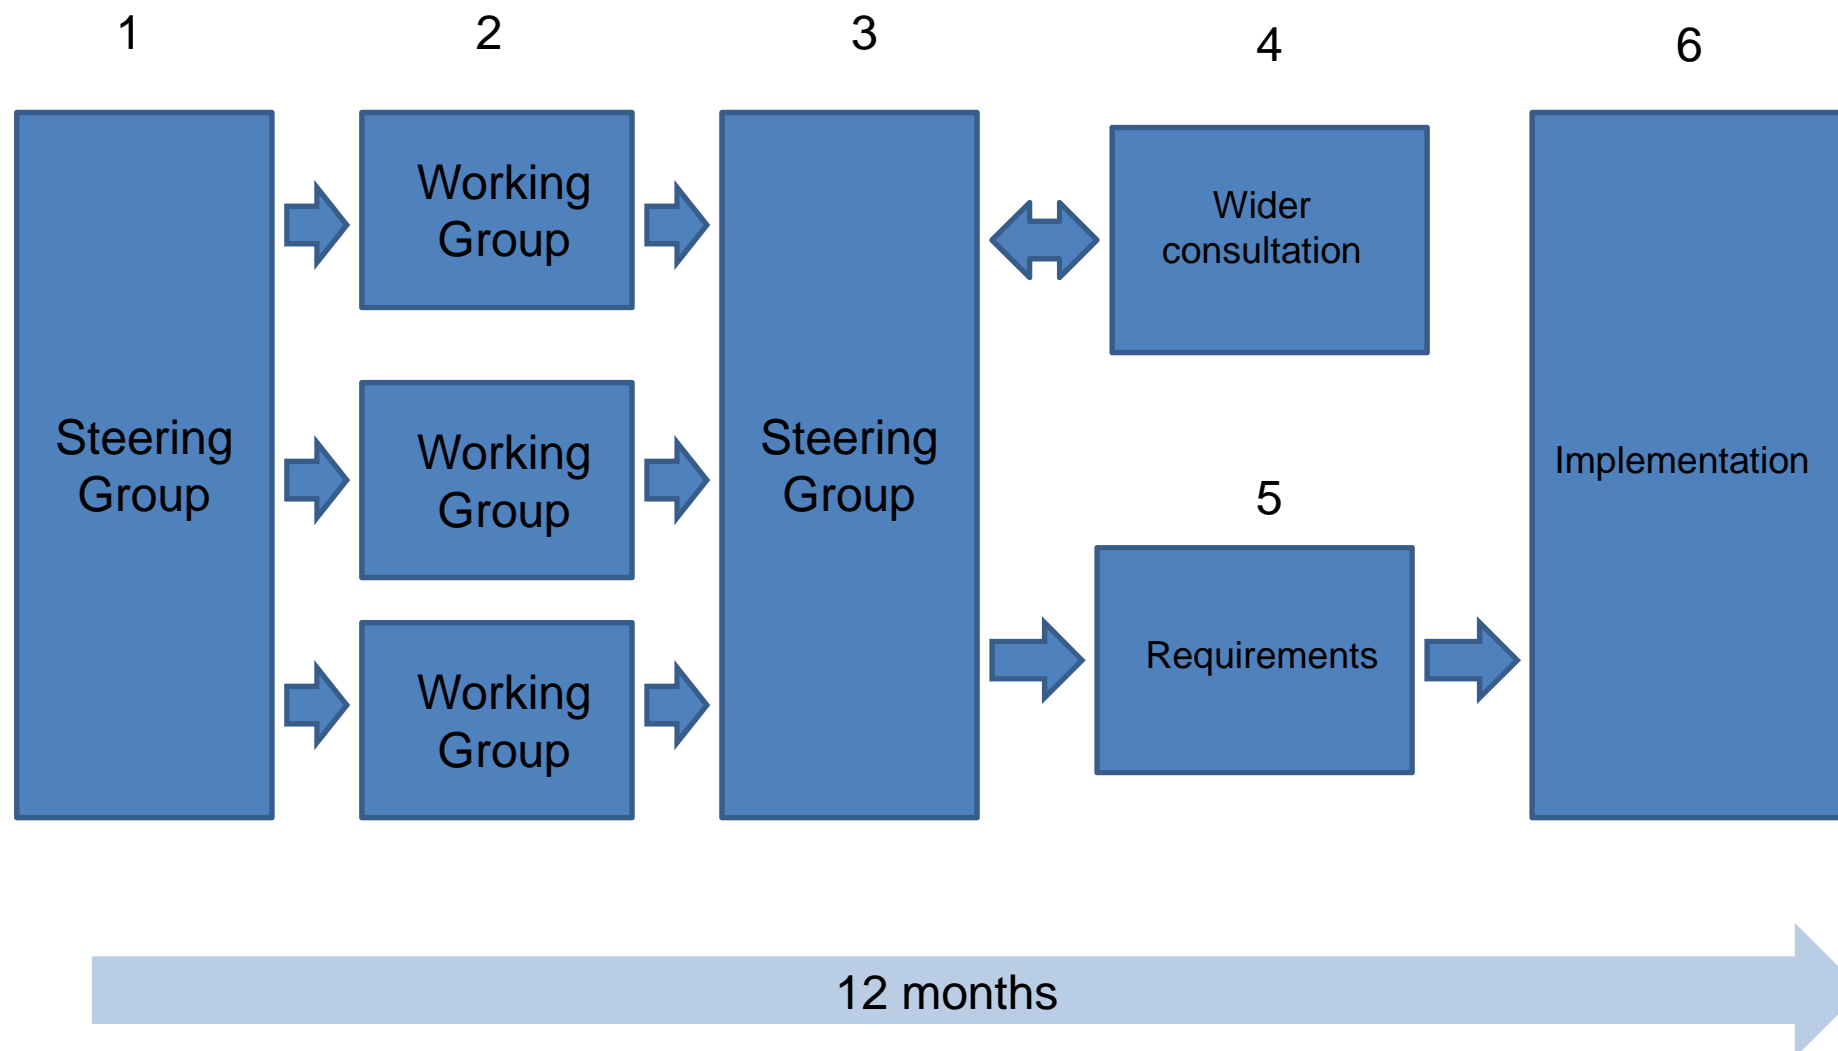 1
2
3
4
6
Steering
Group
Working
Group
Working
Group
Working
Group
Steering
Group
Wider
consultation
5
Requirements
Implementation
12 months